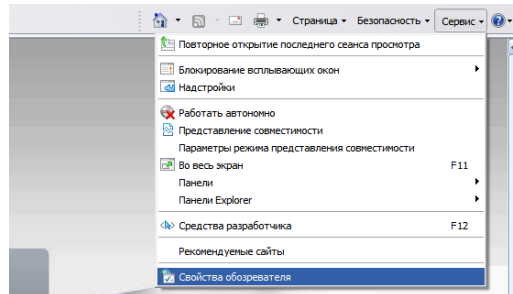 Страница Безопасность Сервис
Повторное открытие последнего сеанса просмотра
Блокирование всплывающих окон
Надстройки
Работать автономно
Представление совместимости
Параметры режима представления совместимости
Во весь экран F11
Панели
Панели Explorer
Средства разработчика F12
Рекомендуемые сайты
Свойства обозревателя